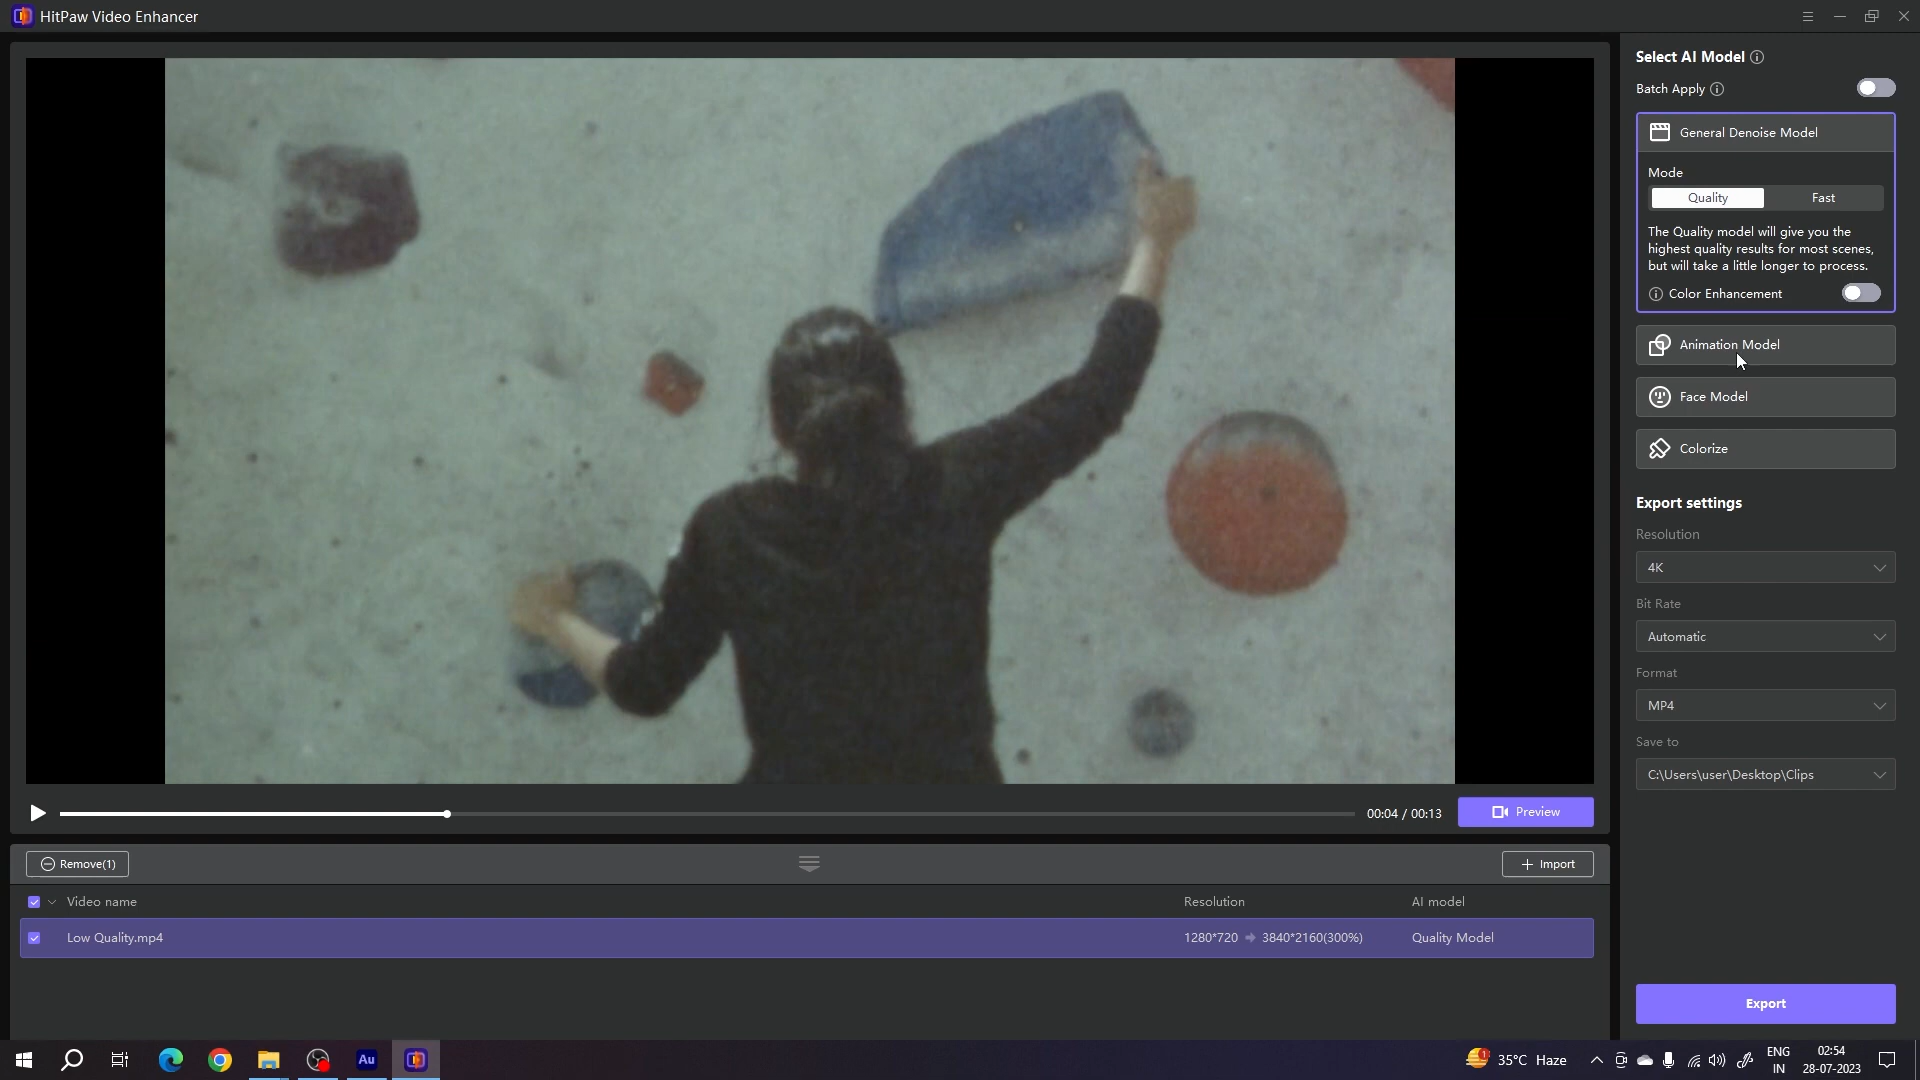 HitPaw Video Enhancer
Select AI Model
Batch Apply
General Denoise Model
Mode
Quality Fast
The Quality model will give you the
highest quality results for most scenes,
but will take a little longer to process.
Color Enhancement
Animation Model
Face Model
Colorize
Export settings
Resolution
4K
Bit Rate
Automatic
Format
MP4
Save to
C:\Users\user\Desktop\Clips
00:04 / 00:13
Preview
Remove(1)
Import
Video name Resolution AI model
Low Quality.mp4 1280*720 3840*2160(300%) Quality Model
Export
Au
1
35°C Haze
ENG
IN
02:54
28-07-2023